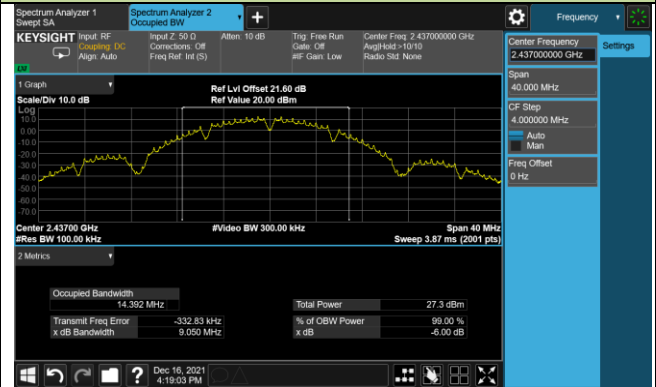 Spectrum Analyzer 1
Swept SA
Spectrum Analyzer 2
Occupied BW
+
Frequency
KEYSIGHT
Input: RF
Coupling: DC
Align: Auto
Input Z: 50 Ω
Corrections: Off
Freq Ref: Int (S)
Atten: 10 dB
Trig: Free Run
Gate: Off
#IF Gain: Low
Center Freq: 2.437000000 GHz
Avg|Hold:>10/10
Radio Std: None
Center Frequency
2.437000000 GHz
Settings
Span
40.000 MHz
CF Step
4.000000 MHz
Auto
Man
Freq Offset
0 Hz
1 Graph
Scale/Div 10.0 dB
Ref Lvl Offset 21.60 dB
Ref Value 20.00 dBm
Log
10.0
0.00
-10.0
-20.0
-30.0
-40.0
-50.0
-60.0
-70.0
Center 2.43700 GHz
#Video BW 300.00 kHz
Span 40 MHz
#Res BW 100.00 kHz
Sweep 3.87 ms (2001 pts)
2 Metrics
Occupied Bandwidth
14.392 MHz
Total Power 27.3 dBm
Transmit Freq Error -332.83 kHz
% of OBW Power 99.00 %
x dB Bandwidth 9.050 MHz
x dB -6.00 dB
?
Dec 16, 2021
4:19:03 PM